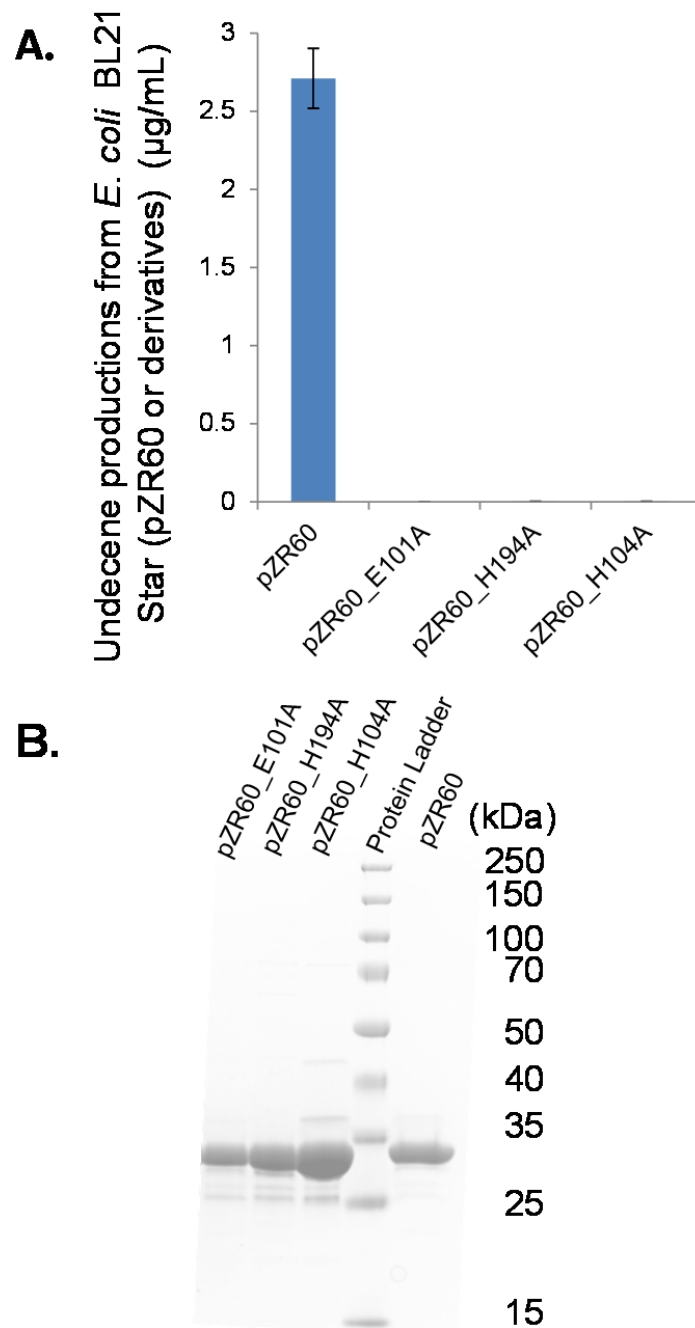 A.
Undecene productions from E. coli BL21
Star (pZR60 or derivatives) (µg/mL)
3
2.5
2
1.5
1
0.5
0
pZR60
pZR60_E101A
pZR60_H194A
pZR60_H104A
B.
pZR60_E101A
pZR60_H194A
pZR60_H104A
Protein Ladder
pZR60
(kDa)
250
150
100
70
50
40
35
25
15